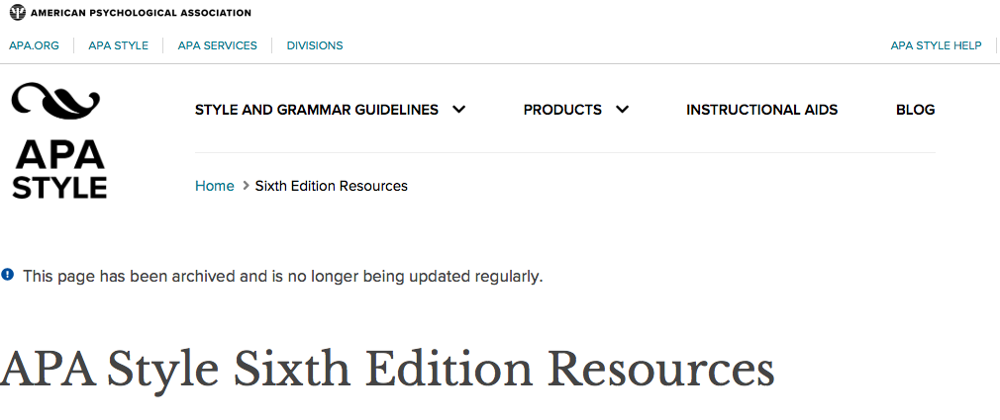 AMERICAN PSYCHOLOGICAL ASSOCIATION
APA.ORG APA STYLE APA SERVICES DIVISIONS APA STYLE HELP
APA
STYLE
STYLE AND GRAMMAR GUIDELINES PRODUCTS INSTRUCTIONAL AIDS BLOG
Home > Sixth Edition Resources
This page has been archived and is no longer being updated regularly.
APA Style Sixth Edition Resources